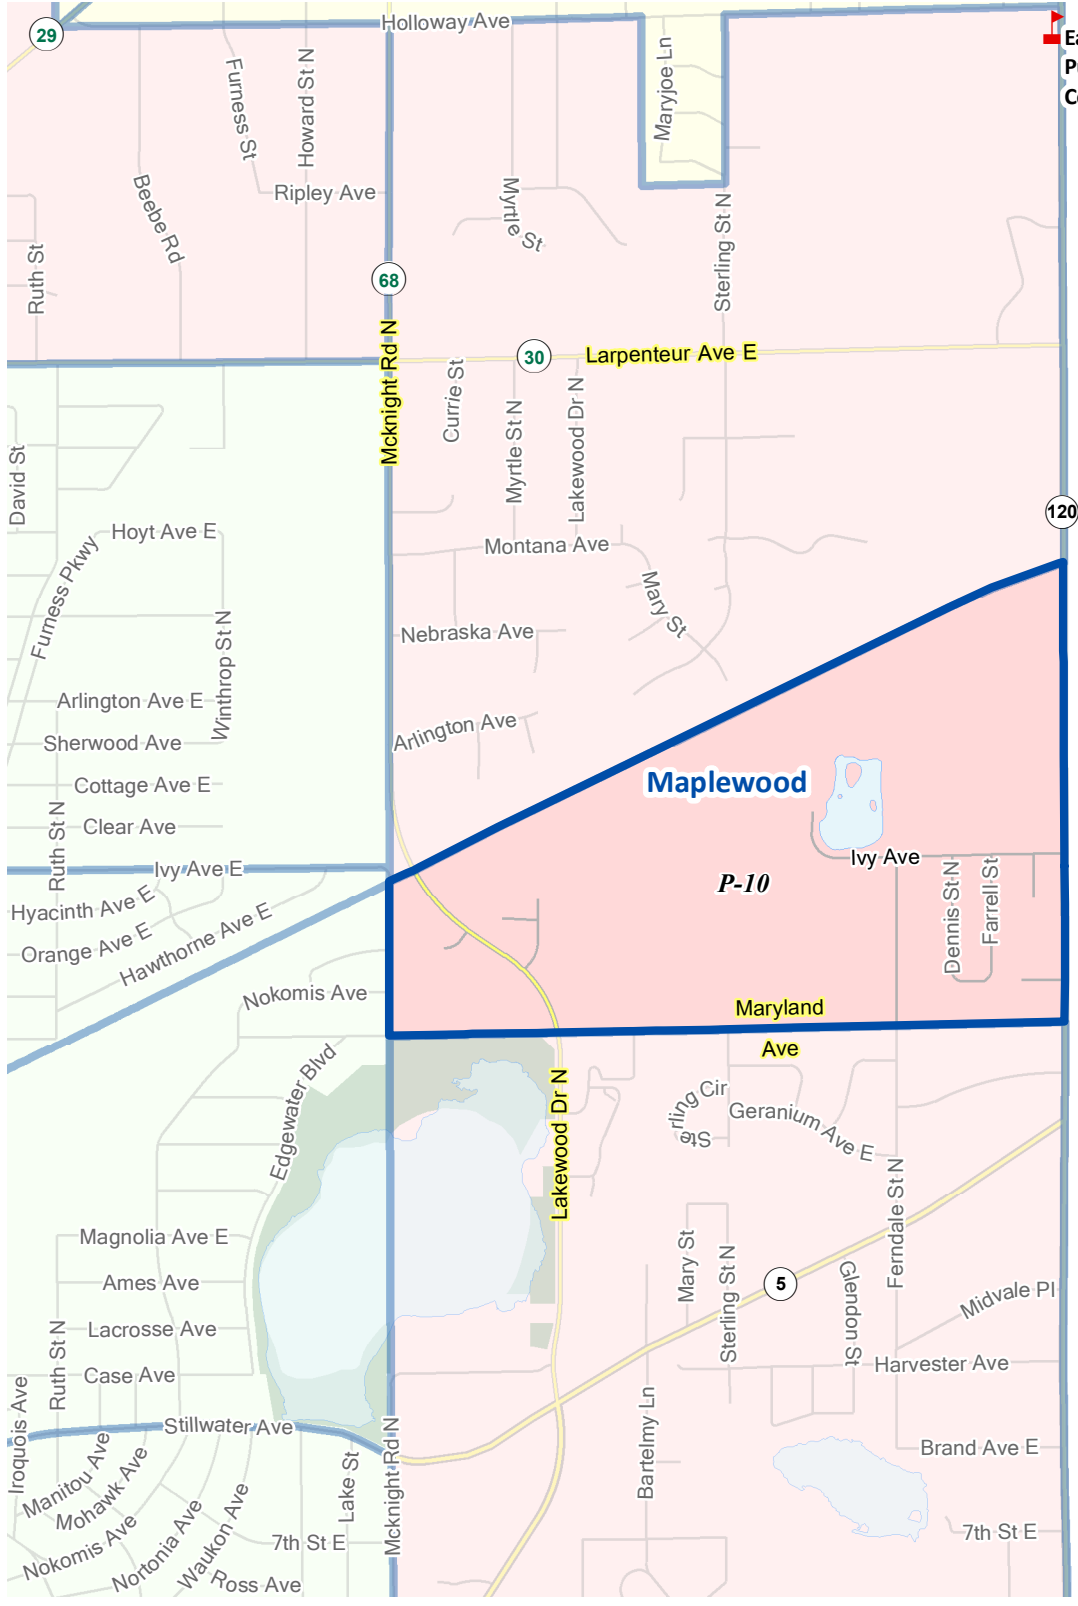 Holloway Ave
29
Ea
P
C
Maryjoe Ln
Furness St
Howard St N
Ripley Ave
Beebe Rd
Myrtle St
Sterling St N
Ruth St
68
30
Larpenteur Ave E
Mcknight Rd N
Currie St
Myrtle St N
Lakewood Dr N
David St
120
Hoyt Ave E
Montana Ave
Furness Pkwy
Mary St
Winthrop St N
Nebraska Ave
Arlington Ave E
Arlington Ave
Sherwood Ave
Cottage Ave E
Maplewood
Clear Ave
Ruth St N
Ivy Ave E
Ivy Ave
P-10
Dennis St N
Farrell St
Hyacinth Ave E
Orange Ave E
Hawthorne Ave E
Nokomis Ave
Maryland
Ave
Edgewater Blvd
Lakewood Dr N
Sterling Cir
Geranium Ave E
Ferndale St N
Magnolia Ave E
Mary St
Sterling St N
5
Ames Ave
Glendon St
Midvale Pl
Lacrosse Ave
Ruth St N
Case Ave
Harvester Ave
Iroquois Ave
Stillwater Ave
Mcknight Rd N
Bartelmy Ln
Brand Ave E
Manitou Ave
Mohawk Ave
Lake St
Nokomis Ave
Nortonia Ave
Waukon Ave
7th St E
7th St E
Ross Ave